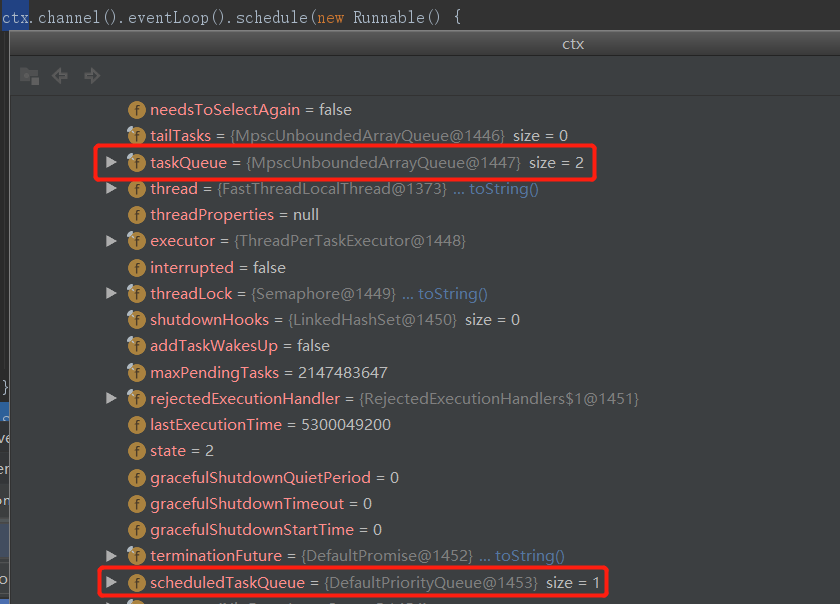 ctx.channel().eventLoop().schedule(new Runnable() {
ctx
needsToSelectAgain = false
tailTasks = {MpscUnboundedArrayQueue@1446} size = 0
taskQueue = {MpscUnboundedArrayQueue@1447} size = 2
thread = {FastThreadLocalThread@1373} ... toString()
threadProperties = null
executor = {ThreadPerTaskExecutor@1448}
interrupted = false
threadLock = {Semaphore@1449} ... toString()
shutdownHooks = {LinkedHashSet@1450} size = 0
addTaskWakesUp = false
maxPendingTasks = 2147483647
rejectedExecutionHandler = {RejectedExecutionHandlers$1@1451}
lastExecutionTime = 5300049200
state = 2
gracefulShutdownQuietPeriod = 0
gracefulShutdownTimeout = 0
gracefulShutdownStartTime = 0
terminationFuture = {DefaultPromise@1452} ... toString()
scheduledTaskQueue = {DefaultPriorityQueue@1453} size = 1